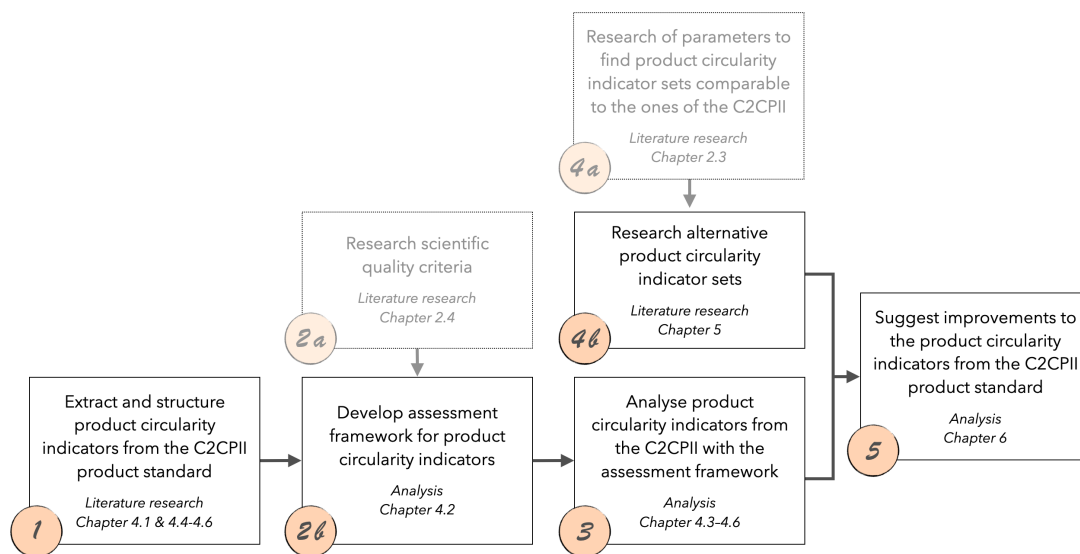 Research of parameters to
find product circularity
indicator sets comparable
to the ones of the C2CPII
Literature research
Chapter 2.3
4a
Research scientific
quality criteria
Literature research
Chapter 2.4
2a
Research alternative
product circularity
indicator sets
Literature research
Chapter 5
4b
Extract and structure
product circularity
indicators from the C2CPII
product standard
Literature research
Chapter 4.1 & 4.4-4.6
1
Develop assessment
framework for product
circularity indicators
Analysis
Chapter 4.2
2b
Analyse product
circularity indicators from
the C2CPII with the
assessment framework
Analysis
Chapter 4.3–4.6
3
Suggest improvements to
the product circularity
indicators from the C2CPII
product standard
Analysis
Chapter 6
5